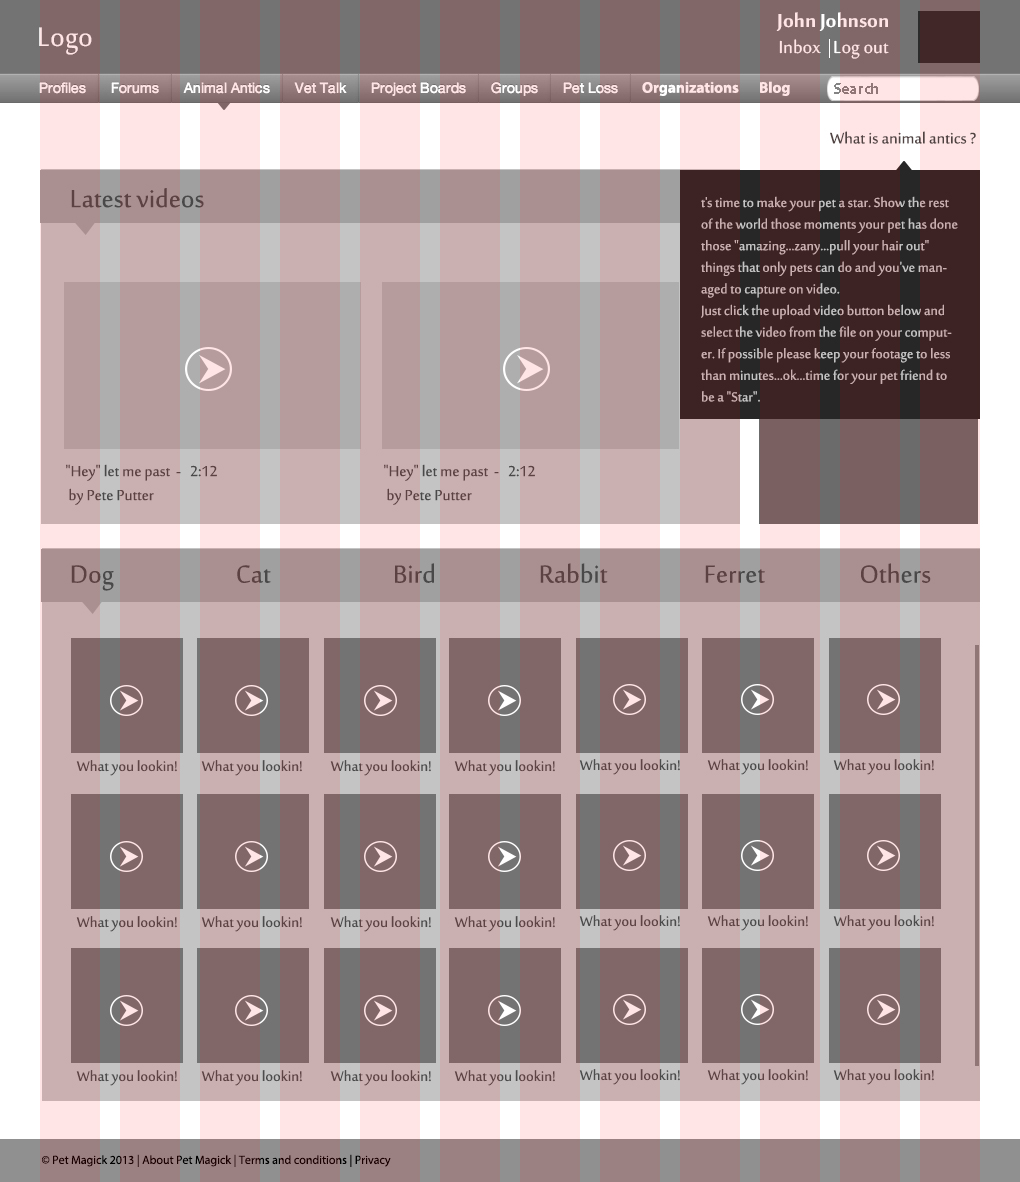 Logo
John Johnson
Inbox | Log out
Profiles Forums Animal Antics Vet Talk Project Boards Groups Pet Loss Organizations Blog Search
What is animal antics ?
Latest videos
t's time to make your pet a star. Show the rest
of the world those moments your pet has done
those "amazing...zany...pull your hair out"
things that only pets can do and you've man-
aged to capture on video.
Just click the upload video button below and
select the video from the file on your comput-
er. If possible please keep your footage to less
than minutes...ok...time for your pet friend to
be a "Star".
"Hey" let me past - 2:12
by Pete Putter
"Hey" let me past - 2:12
by Pete Putter
Dog Cat Bird Rabbit Ferret Others
What you lookin! What you lookin! What you lookin! What you lookin! What you lookin! What you lookin! What you lookin!
What you lookin! What you lookin! What you lookin! What you lookin! What you lookin! What you lookin! What you lookin!
What you lookin! What you lookin! What you lookin! What you lookin! What you lookin! What you lookin! What you lookin!
© Pet Magick 2013 | About Pet Magick | Terms and conditions | Privacy